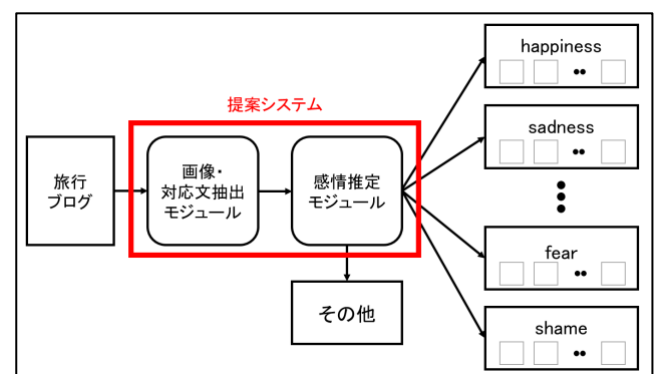 提案システム
旅行
ブログ
画像・
対応文抽出
モジュール
感情推定
モジュール
その他
happiness
sadness
fear
shame